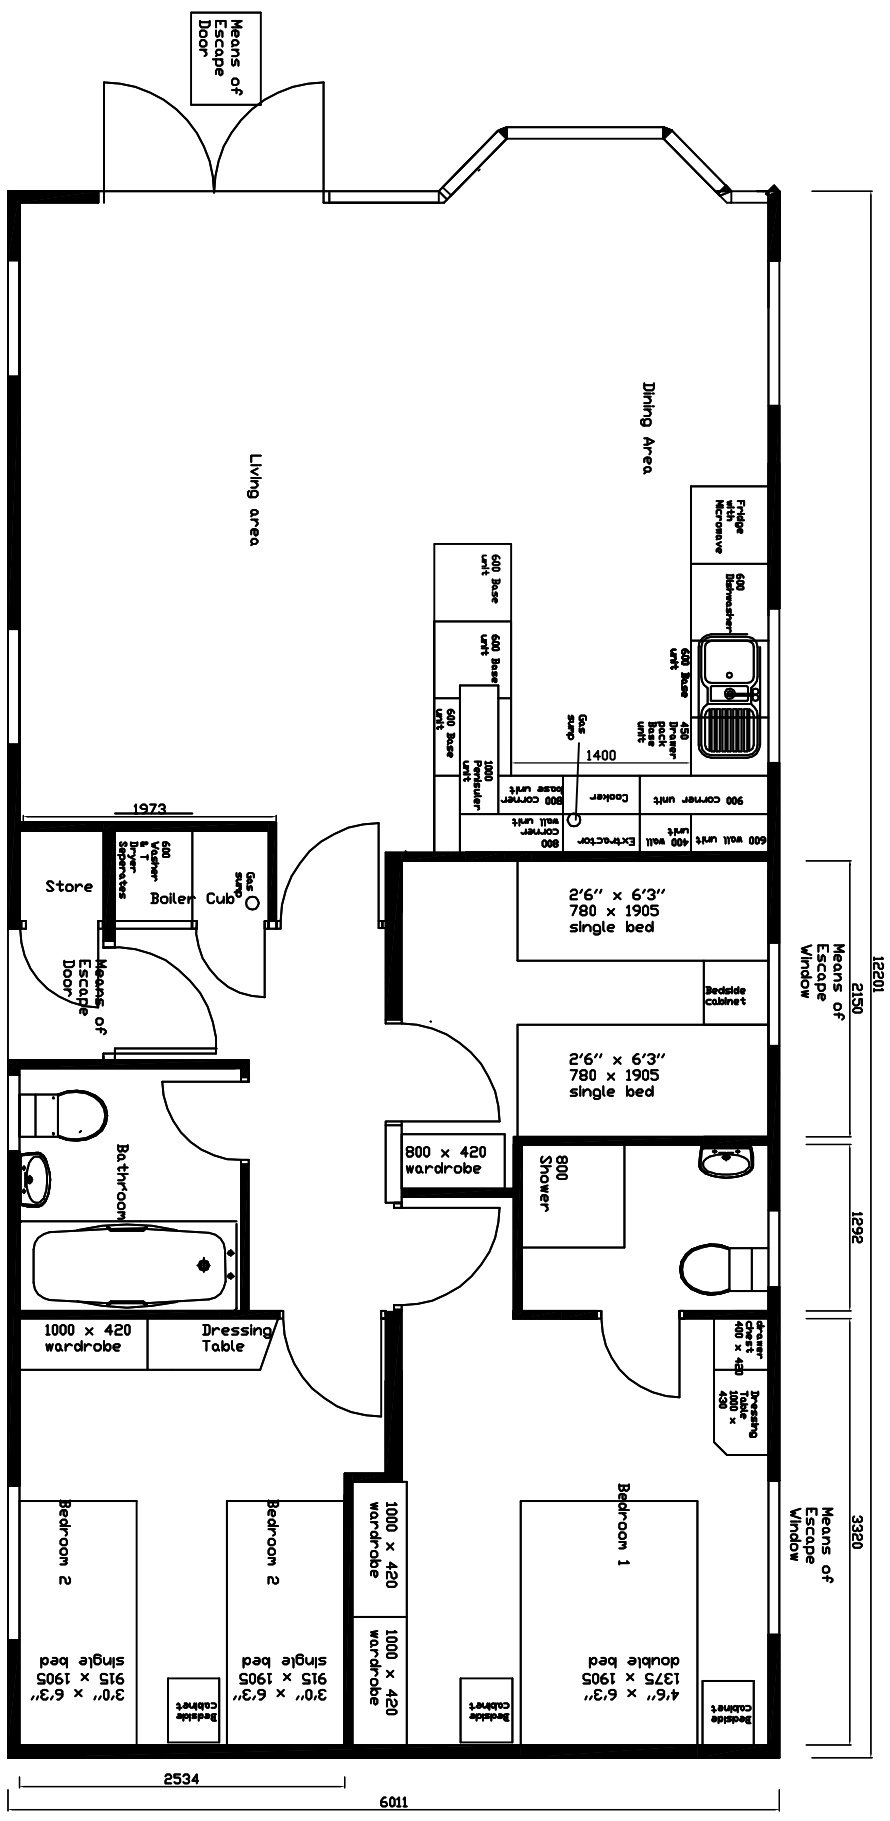 Means of
Escape
Door
Dining Area
Living area
Fridge
with
Microwave
600
Dishwasher
600 Base
unit
600 Base
unit
600 Base
unit
450
Drawer
pack
Base
unit
600 Base
unit
1000
Penisular
unit
Gas
sump
1400
800 corner
base unit
Cooker
900 corner unit
800
corner
wall unit
Extractor
400 wall
unit
600 wall unit
1973
Store
600
Washer
& T
Dryer
Seperates
Boiler Cub
Gas
sump
Means of
Escape
Door
2'6" x 6'3"
780 x 1905
single bed
Bedside
cabinet
2'6" x 6'3"
780 x 1905
single bed
Means of
Escape
Window
2150
12201
Bathroom
800 x 420
wardrobe
800
Shower
1292
1000 x 420
wardrobe
Dressing
Table
drawer
chest
400 x 420
Dressing
Table
1000 x
430
Bedroom 2
Bedroom 2
1000 x 420
wardrobe
1000 x 420
wardrobe
Bedroom 1
Means of
Escape
Window
3320
3'0" x 6'3"
915 x 1905
single bed
3'0" x 6'3"
915 x 1905
single bed
4'6" x 6'3"
1375 x 1905
double bed
Bedside
Cabinet
Bedside
Cabinet
Bedside
Cabinet
2534
6011